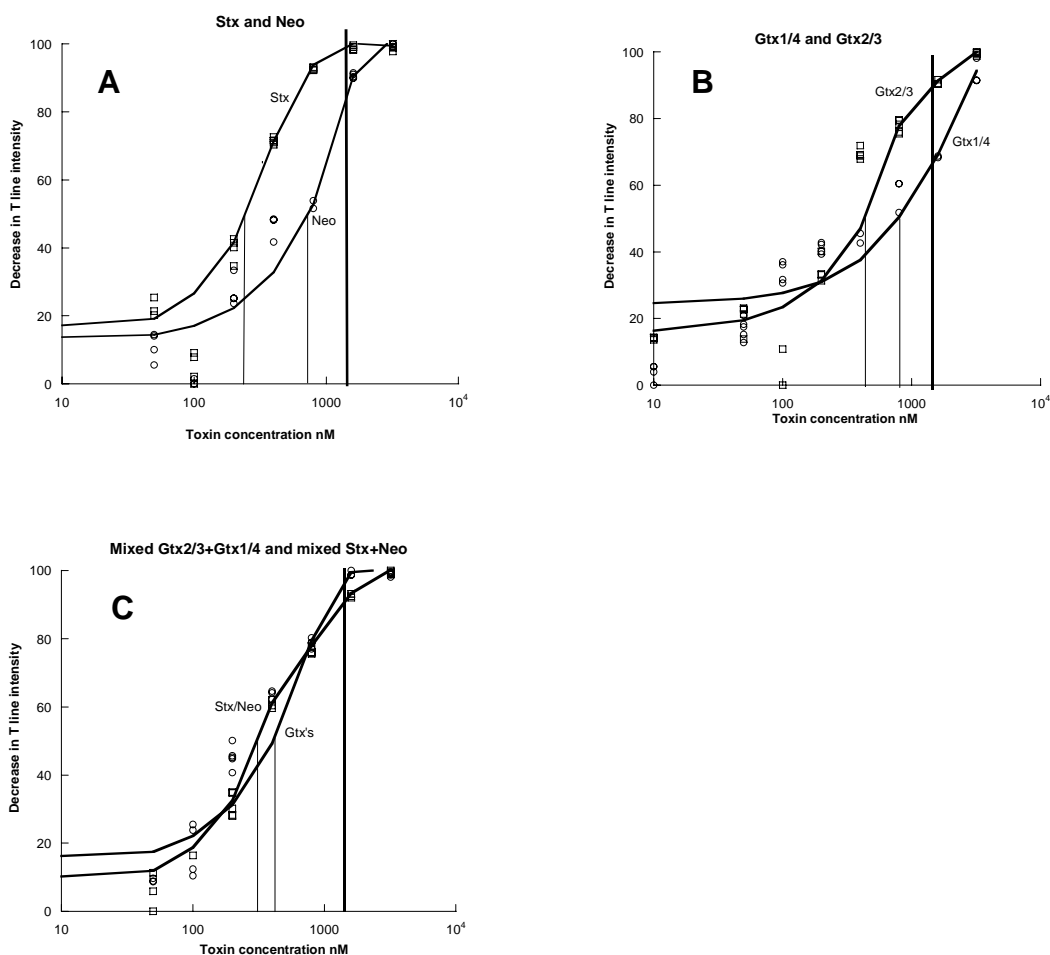 Stx and Neo
A
100
80
60
40
20
0
Decrease in T line intensity
Stx
Neo
10
100
1000
10⁴
Toxin concentration nM
Gtx1/4 and Gtx2/3
B
100
80
60
40
20
0
Decrease in T line intensity
Gtx2/3
Gtx1/4
10
100
1000
10⁴
Toxin concentration nM
Mixed Gtx2/3+Gtx1/4 and mixed Stx+Neo
C
100
80
60
40
20
0
Decrease in T line intensity
Stx/Neo
Gtx's
10
100
1000
10⁴
Toxin concentration nM